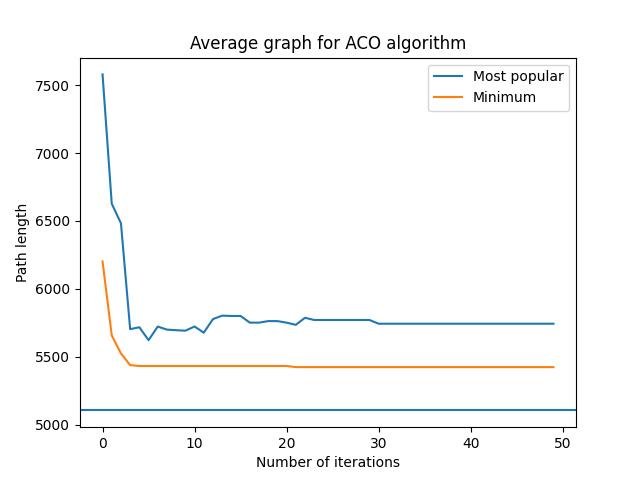 Average graph for ACO algorithm
Most popular
Minimum
7500
7000
6500
6000
5500
5000
Path length
0 10 20 30 40 50
Number of iterations